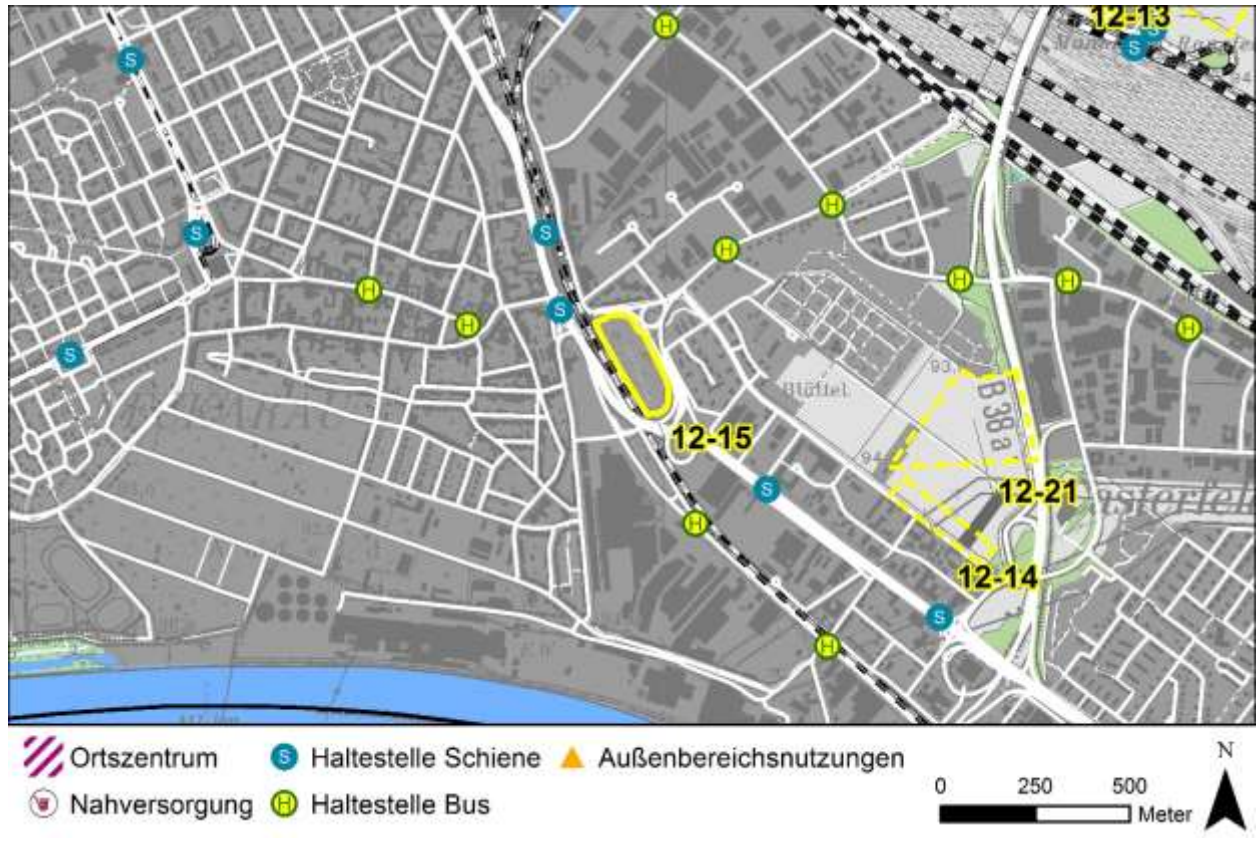 12-13
S
H
S
H
S
S
H
H
H
H
S
H
H
H
S
93,
Blüffel
B 38 a
12-15
94
S
12-21
H
12-14
S
H
Ortszentrum
S Haltestelle Schiene
Außenbereichsnutzungen
Nahversorgung
H Haltestelle Bus
0 250 500
Meter
N